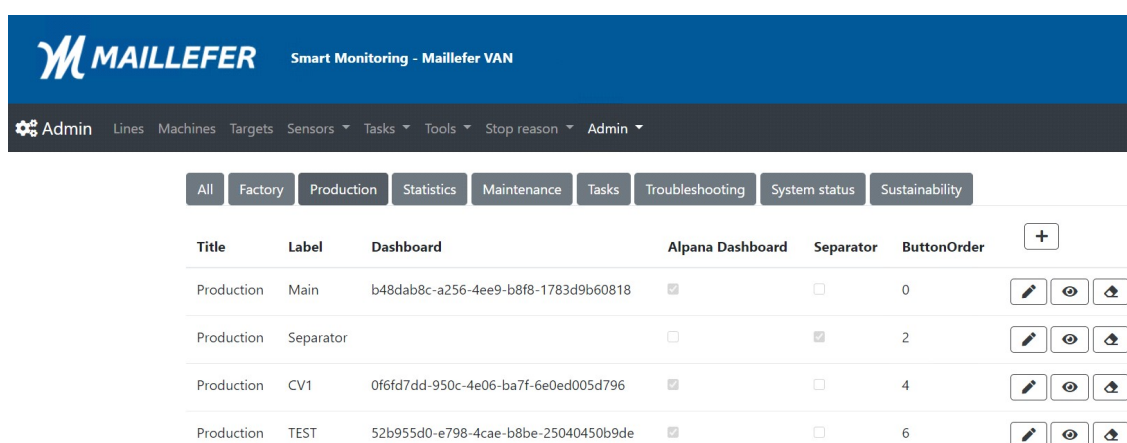 MAILLEFER Smart Monitoring - Maillefer VAN
Admin Lines Machines Targets Sensors Tasks Tools Stop reason Admin
All Factory Production Statistics Maintenance Tasks Troubleshooting System status Sustainability
Title Label Dashboard Alpana Dashboard Separator ButtonOrder +
Production Main b48dab8c-a256-4ee9-b8f8-1783d9b60818 0
Production Separator 2
Production CV1 0f6fd7dd-950c-4e06-ba7f-6e0ed005d796 4
Production TEST 52b955d0-e798-4cae-b8be-25040450b9de 6